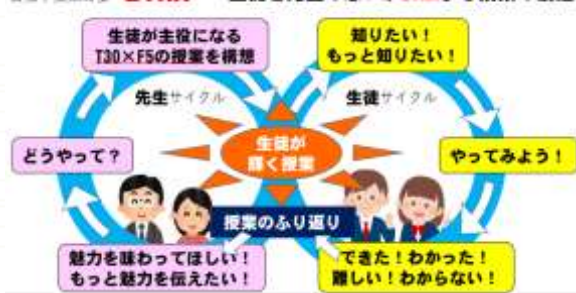 生徒が主役になる
T30×F5の授業を構想
知りたい！
もっと知りたい！
先生サイクル
生徒サイクル
どうやって？
生徒が
輝く授業
やってみよう！
授業のふり返り
魅力を味わってほしい！
もっと魅力を伝えたい！
できた！わかった！
難しい！わからない！